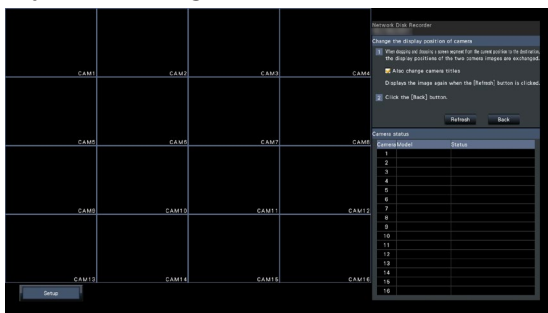 Network Disk Recorder
Change the display position of camera
1 When dragging and dropping a screen segment from the current position to the destination,
the display positions of the two camera images are exchanged.
Also change camera titles
Displays the image again when the [Refresh] button is clicked.
2 Click the [Back] button.
Refresh Back
Camera status
Camera Model Status
1
2
3
4
5
6
7
8
9
10
11
12
13
14
15
16
CAM1 CAM2 CAM3 CAM4
CAM5 CAM6 CAM7 CAM8
CAM9 CAM10 CAM11 CAM12
CAM13 CAM14 CAM15 CAM16
Setup